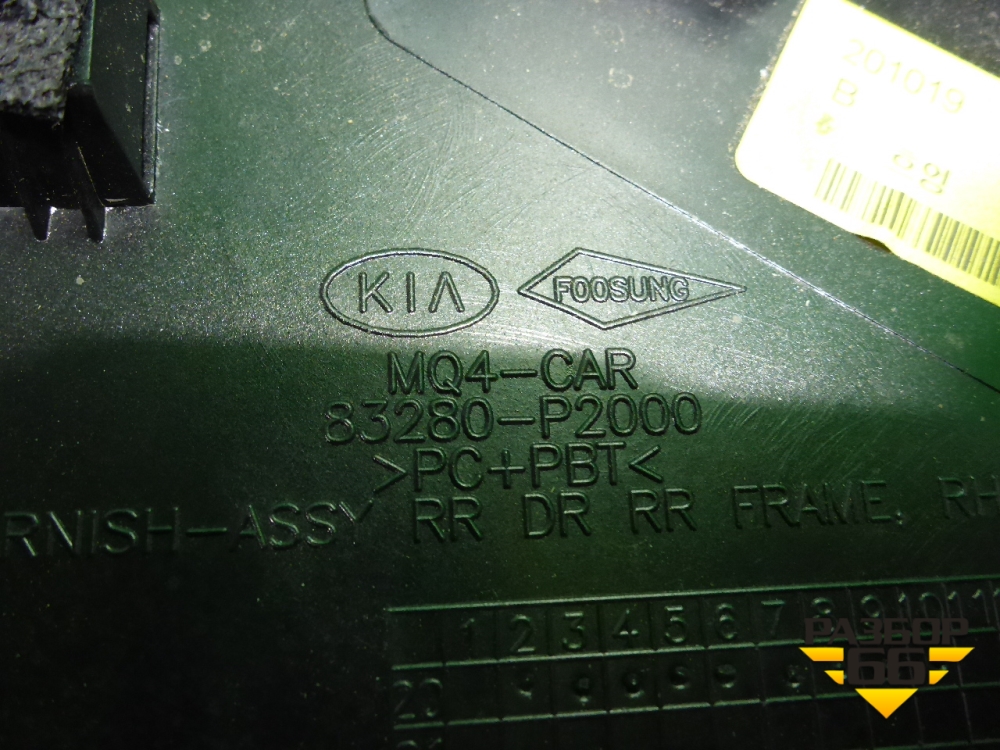 201019
B
KIA FOOSUNG
MQ4-CAR
83280-P2000
>PC+PBT<
RNISH-ASSY RR DR RR FRAME, RH
1 2 3 4 5 6 7 8 9 10 11
20
РАЗБОР
66